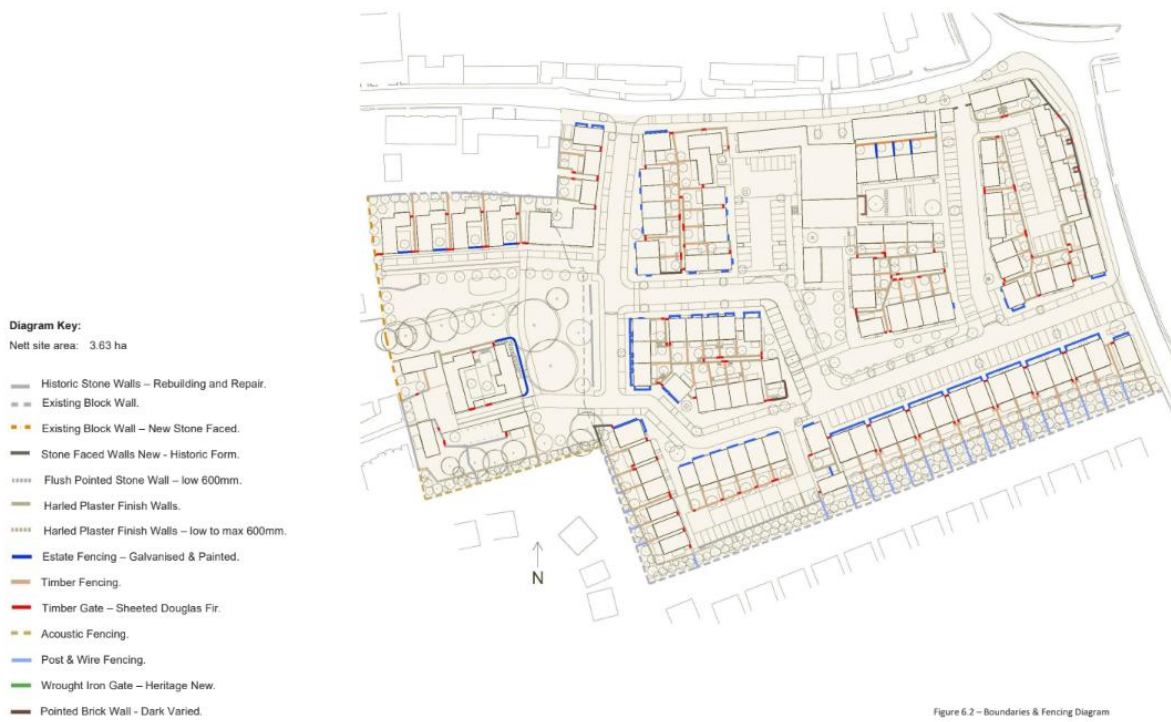 Diagram Key:
Nett site area: 3.63 ha
Historic Stone Walls – Rebuilding and Repair.
Existing Block Wall.
Existing Block Wall – New Stone Faced.
Stone Faced Walls New - Historic Form.
Flush Pointed Stone Wall – low 600mm.
Harled Plaster Finish Walls.
Harled Plaster Finish Walls – low to max 600mm.
Estate Fencing – Galvanised & Painted.
Timber Fencing.
Timber Gate – Sheeted Douglas Fir.
Acoustic Fencing.
Post & Wire Fencing.
Wrought Iron Gate – Heritage New.
Pointed Brick Wall - Dark Varied.
N
Figure 6.2 – Boundaries & Fencing Diagram